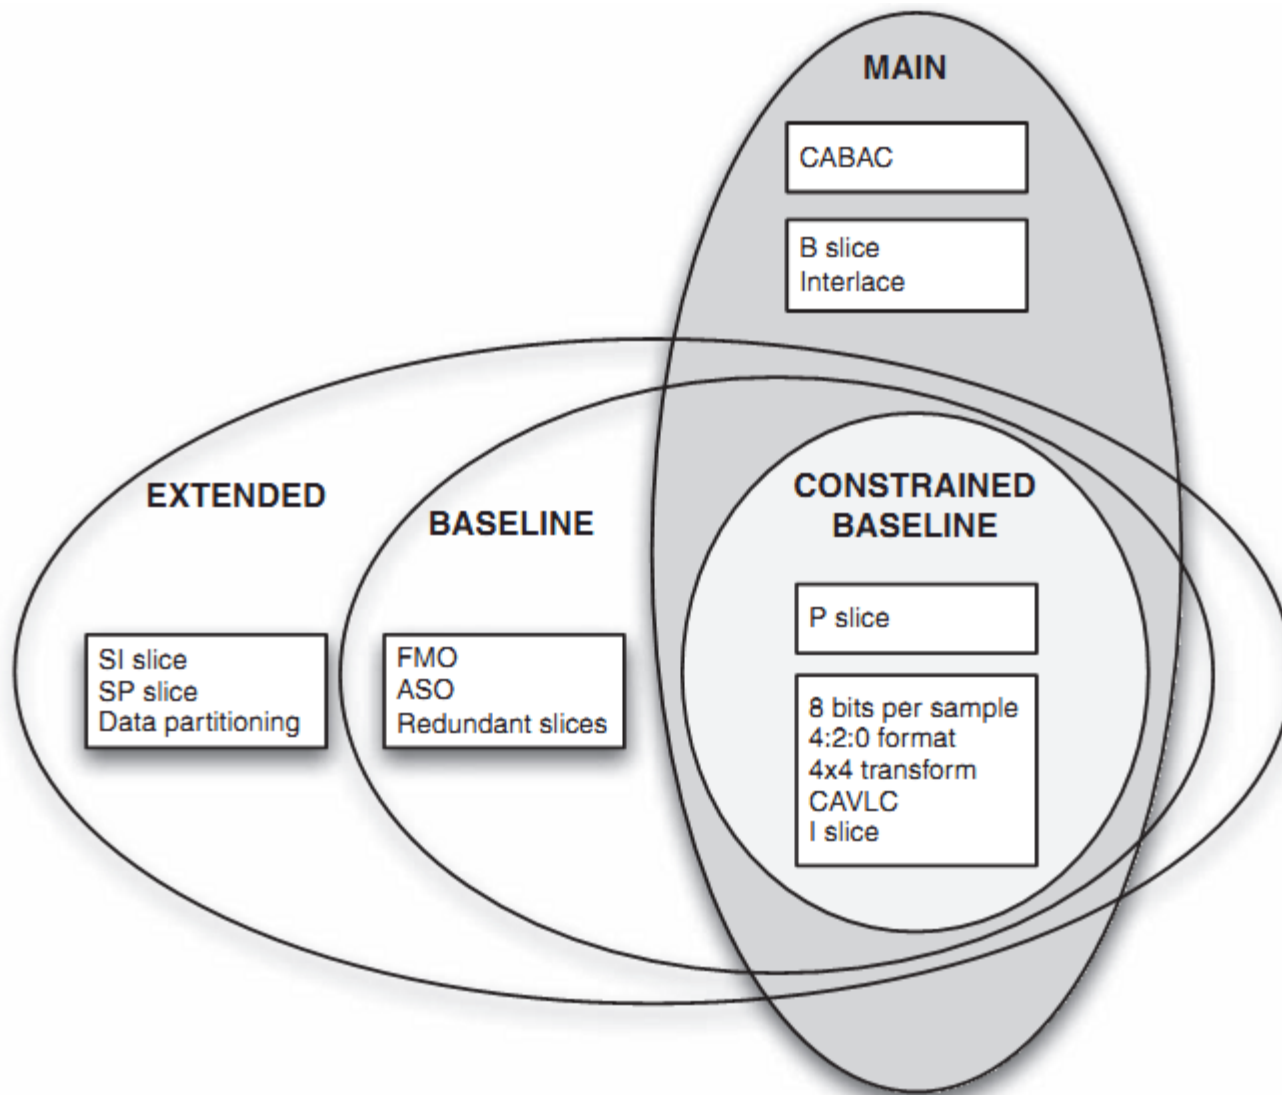 MAIN
CABAC
B slice
Interlace
EXTENDED
SI slice
SP slice
Data partitioning
BASELINE
FMO
ASO
Redundant slices
CONSTRAINED
BASELINE
P slice
8 bits per sample
4:2:0 format
4x4 transform
CAVLC
I slice